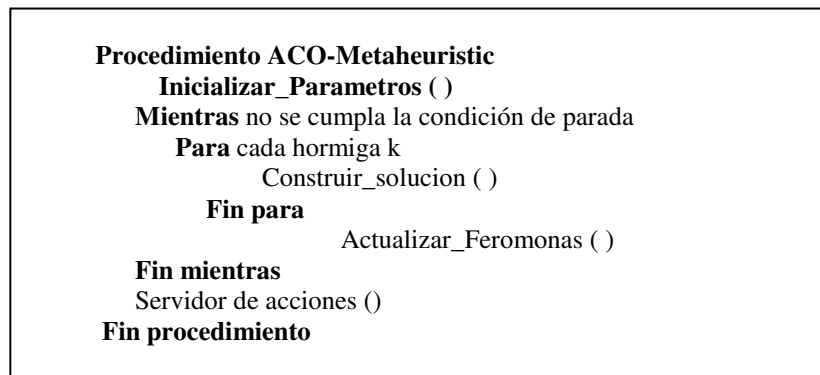 Procedimiento ACO-Metaheuristic
Inicializar_Parametros ( )
Mientras no se cumpla la condición de parada
Para cada hormiga k
Construir_solucion ( )
Fin para
Actualizar_Feromonas ( )
Fin mientras
Servidor de acciones ()
Fin procedimiento